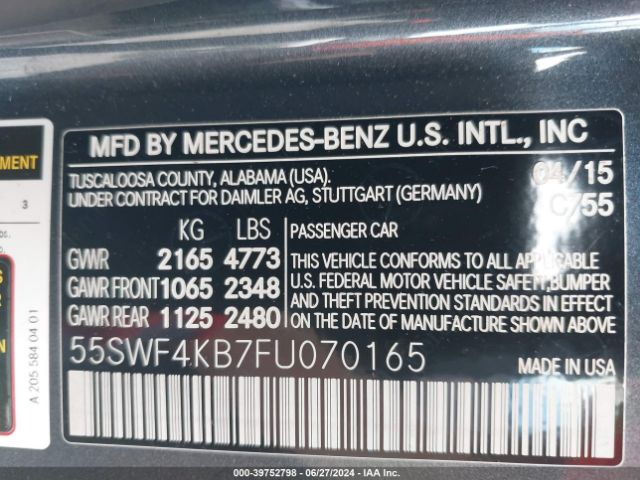 MENT
3
A 205 584 04 01
MFD BY MERCEDES-BENZ U.S. INTL., INC
TUSCALOOSA COUNTY, ALABAMA (USA). 04/15
UNDER CONTRACT FOR DAIMLER AG, STUTTGART (GERMANY) C755
KG LBS PASSENGER CAR
GVWR 2165 4773
GAWR FRONT 1065 2348
GAWR REAR 1125 2480
THIS VEHICLE CONFORMS TO ALL APPLICABLE
U.S. FEDERAL MOTOR VEHICLE SAFETY,BUMPER
AND THEFT PREVENTION STANDARDS IN EFFECT
ON THE DATE OF MANUFACTURE SHOWN ABOVE
55SWF4KB7FU070165
MADE IN USA
000-39752798 - 06/27/2024 - IAA Inc.